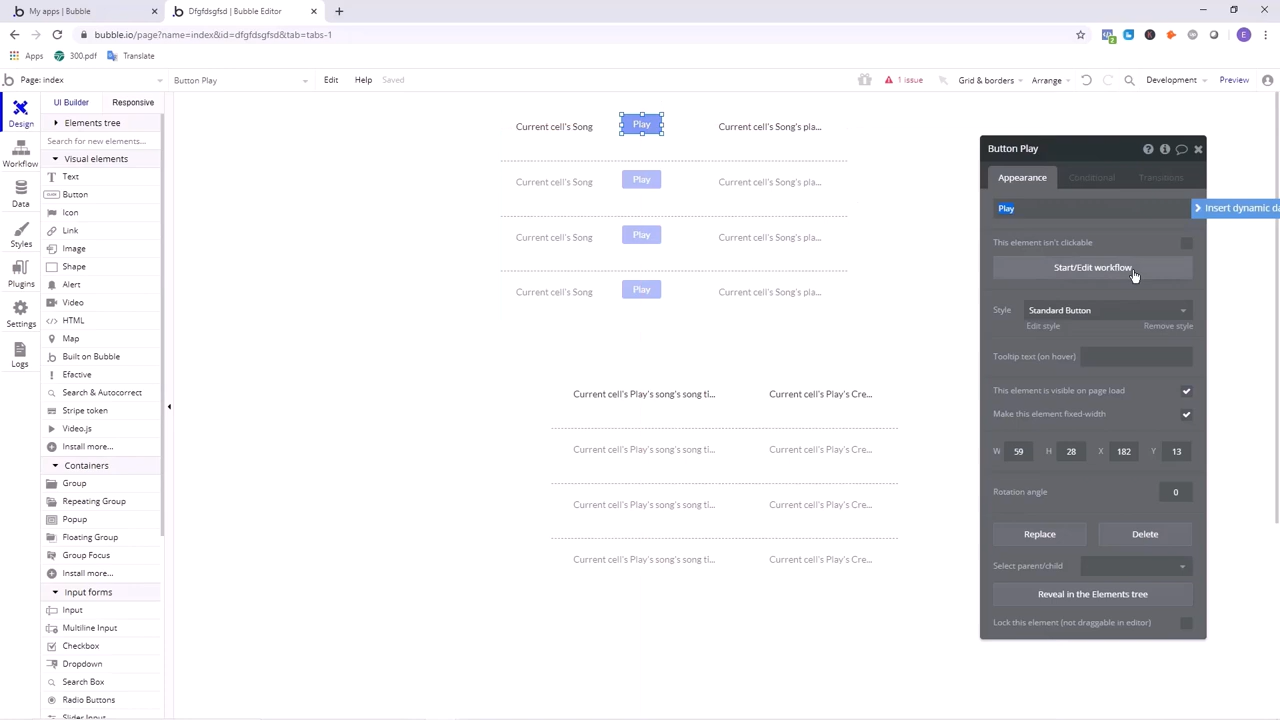 My apps | Bubble
Dfgfdsgfsd | Bubble Editor
bubble.io/page?name=index&id=dfgfdsgfsd&tab=tabs-1
E
Apps
300.pdf
Translate
Page: index
Button Play
Edit
Help
Saved
1 issue
Grid & borders
Arrange
Development
Preview
Design
Workflow
Data
Styles
Plugins
Settings
Logs
UI Builder
Responsive
Elements tree
Search for new elements...
Visual elements
Text
Button
Icon
Link
Image
Shape
Alert
Video
HTML
Map
Built on Bubble
Efactive
Search & Autocorrect
Stripe token
Video.js
Install more...
Containers
Group
Repeating Group
Popup
Floating Group
Group Focus
Install more...
Input forms
Input
Multiline Input
Checkbox
Dropdown
Search Box
Radio Buttons
Slider Input
Current cell's Song Play Current cell's Song's pla...
Current cell's Song Play Current cell's Song's pla...
Current cell's Song Play Current cell's Song's pla...
Current cell's Song Play Current cell's Song's pla...
Current cell's Play's song's song ti... Current cell's Play's Cre...
Current cell's Play's song's song ti... Current cell's Play's Cre...
Current cell's Play's song's song ti... Current cell's Play's Cre...
Current cell's Play's song's song ti... Current cell's Play's Cre...
Button Play
Appearance
Conditional
Transitions
Play
Insert dynamic da
This element isn't clickable
Start/Edit workflow
Style Standard Button
Edit style Remove style
Tooltip text (on hover)
This element is visible on page load
Make this element fixed-width
W 59 H 28 X 182 Y 13
Rotation angle 0
Replace Delete
Select parent/child
Reveal in the Elements tree
Lock this element (not draggable in editor)